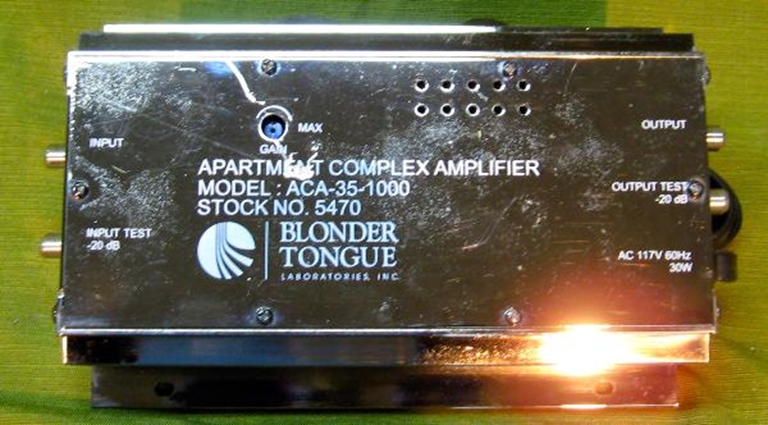 INPUT
MAX
GAIN
OUTPUT
APARTMENT COMPLEX AMPLIFIER
MODEL : ACA-35-1000
STOCK NO. 5470
OUTPUT TEST
-20 dB
INPUT TEST
-20 dB
BLONDER
TONGUE
LABORATORIES, INC.
AC 117V 60Hz
30W